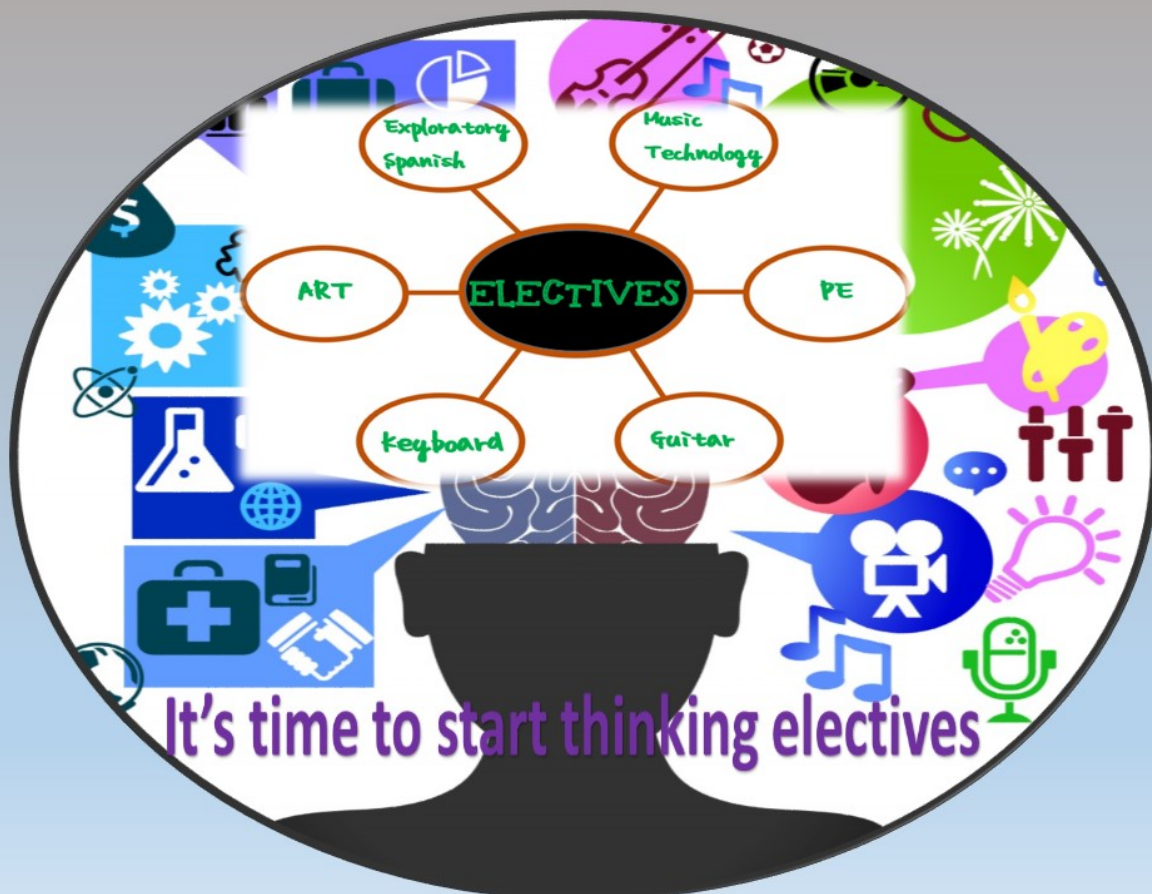 Exploratory
Spanish
Music
Technology
ART
ELECTIVES
PE
Keyboard
Guitar
$
It's time to start thinking electives